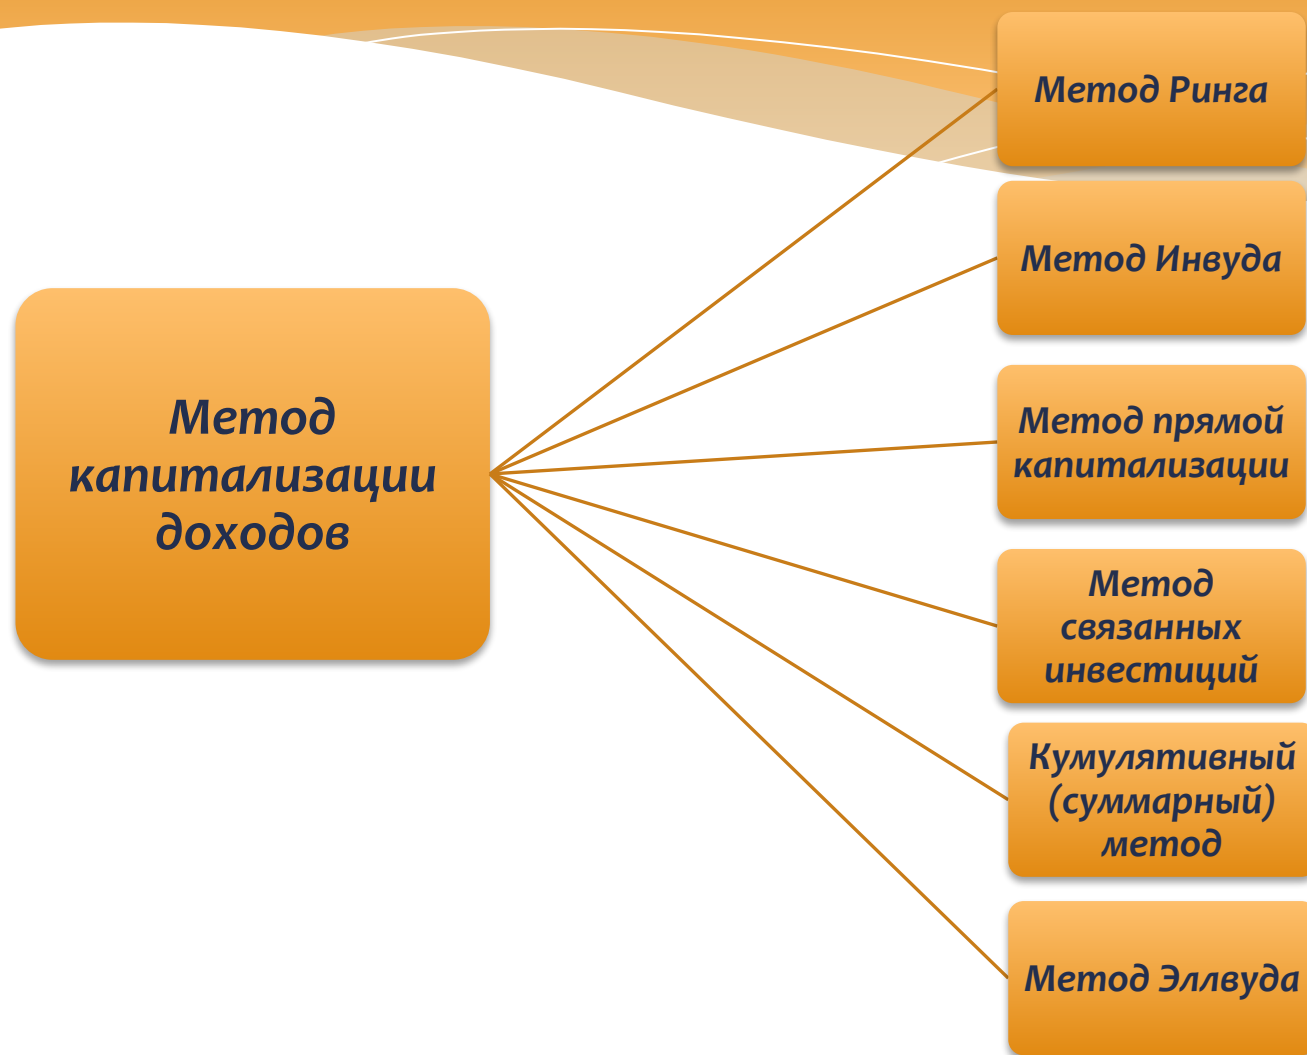 Метод
капитализации
доходов
Метод Ринга
Метод Инвуда
Метод прямой
капитализации
Метод
связанных
инвестиций
Кумулятивный
(суммарный)
метод
Метод Эллвуда